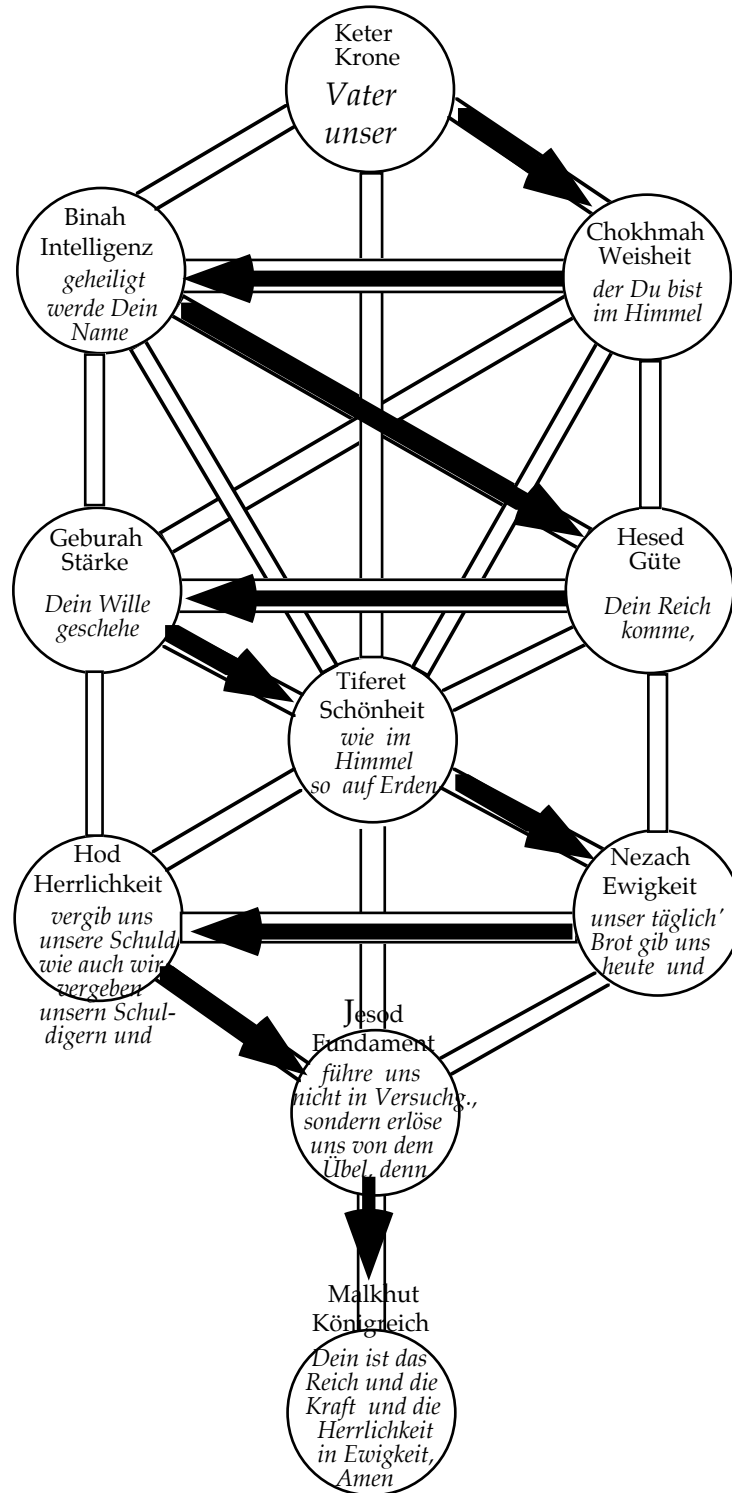 Keter
Krone
Vater
unser
Binah
Intelligenz
geheiligt
werde Dein
Name
Chokhmah
Weisheit
der Du bist
im Himmel
Geburah
Stärke
Dein Wille
geschehe
Hesed
Güte
Dein Reich
komme,
Tiferet
Schönheit
wie im
Himmel
so auf Erden
Hod
Herrlichkeit
vergib uns
unsere Schuld
wie auch wir
vergeben
unsern Schul-
digern und
Nezach
Ewigkeit
unser täglich'
Brot gib uns
heute und
Jesod
Fundament
führe uns
nicht in Versuchg.,
sondern erlöse
uns von dem
Übel, denn
Malkhut
Königreich
Dein ist das
Reich und die
Kraft und die
Herrlichkeit
in Ewigkeit,
Amen